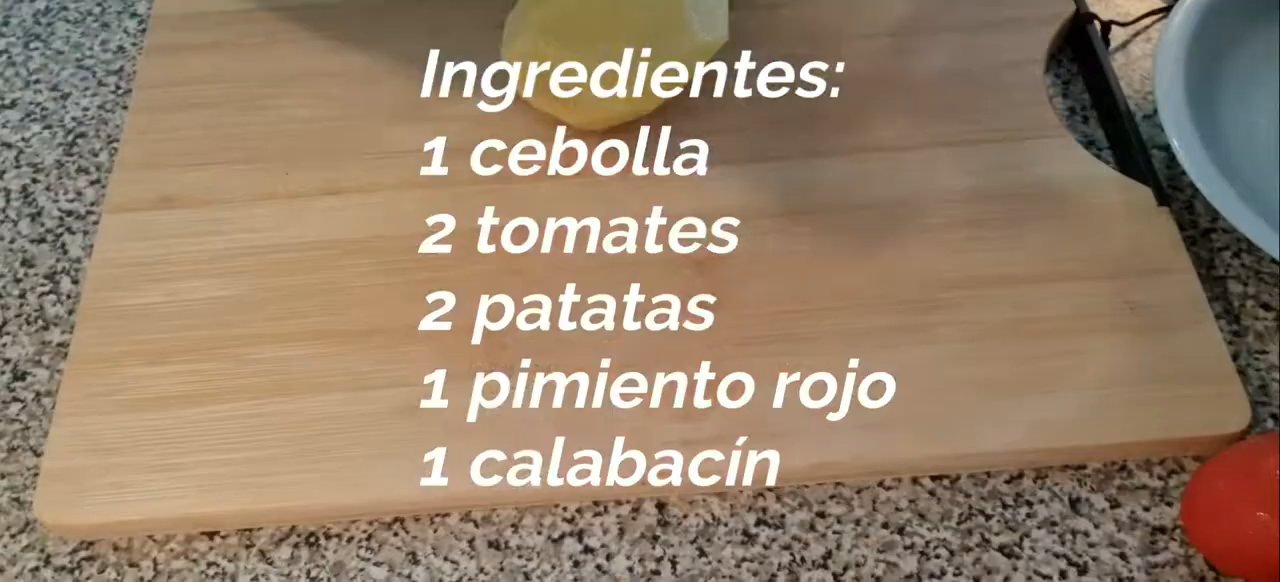 Ingredientes:
1 cebolla
2 tomates
2 patatas
1 pimiento rojo
1 calabacín